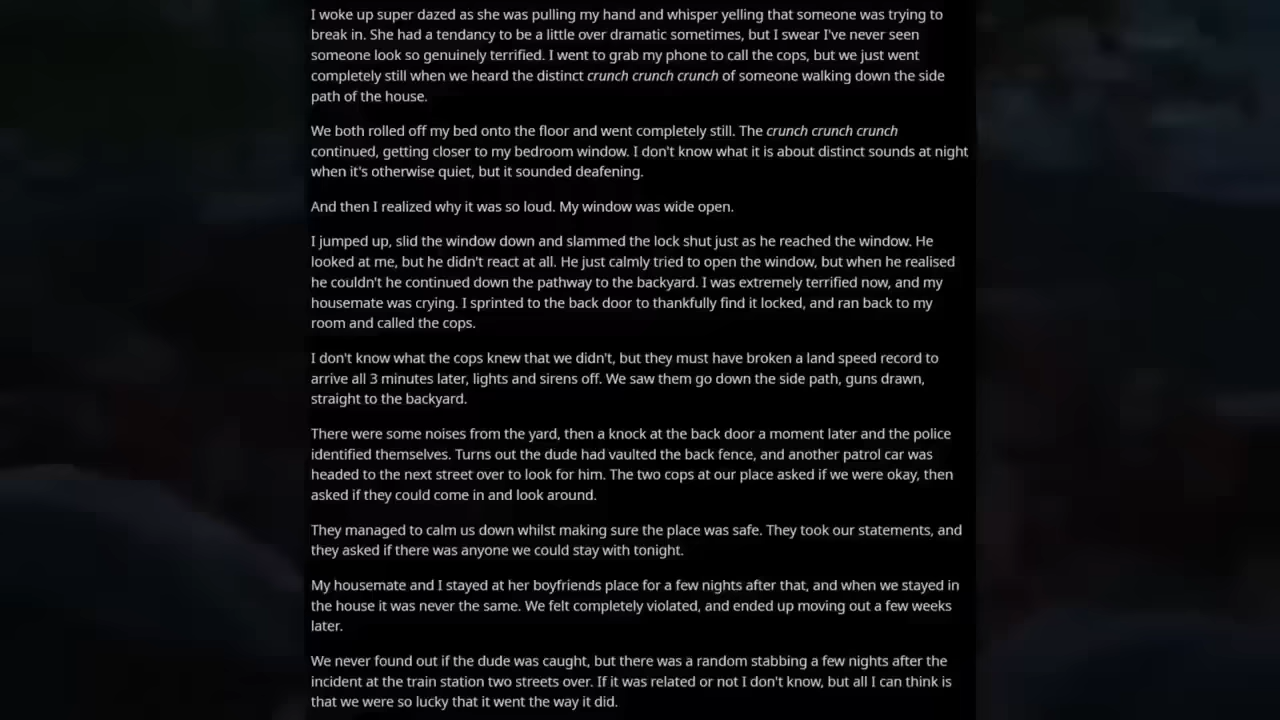 I woke up super dazed as she was pulling my hand and whisper yelling that someone was trying to
break in. She had a tendency to be a little over dramatic sometimes, but I swear I've never seen
someone look so genuinely terrified. I went to grab my phone to call the cops, but we just went
completely still when we heard the distinct crunch crunch crunch of someone walking down the side
path of the house.
We both rolled off my bed onto the floor and went completely still. The crunch crunch crunch
continued, getting closer to my bedroom window. I don't know what it is about distinct sounds at night
when it's otherwise quiet, but it sounded deafening.
And then I realized why it was so loud. My window was wide open.
I jumped up, slid the window down and slammed the lock shut just as he reached the window. He
looked at me, but he didn't react at all. He just calmly tried to open the window, but when he realised
he couldn't he continued down the pathway to the backyard. I was extremely terrified now, and my
housemate was crying. I sprinted to the back door to thankfully find it locked, and ran back to my
room and called the cops.
I don't know what the cops knew that we didn't, but they must have broken a land speed record to
arrive all 3 minutes later, lights and sirens off. We saw them go down the side path, guns drawn,
straight to the backyard.
There were some noises from the yard, then a knock at the back door a moment later and the police
identified themselves. Turns out the dude had vaulted the back fence, and another patrol car was
headed to the next street over to look for him. The two cops at our place asked if we were okay, then
asked if they could come in and look around.
They managed to calm us down whilst making sure the place was safe. They took our statements, and
they asked if there was anyone we could stay with tonight.
My housemate and I stayed at her boyfriends place for a few nights after that, and when we stayed in
the house it was never the same. We felt completely violated, and ended up moving out a few weeks
later.
We never found out if the dude was caught, but there was a random stabbing a few nights after the
incident at the train station two streets over. If it was related or not I don't know, but all I can think is
that we were so lucky that it went the way it did.